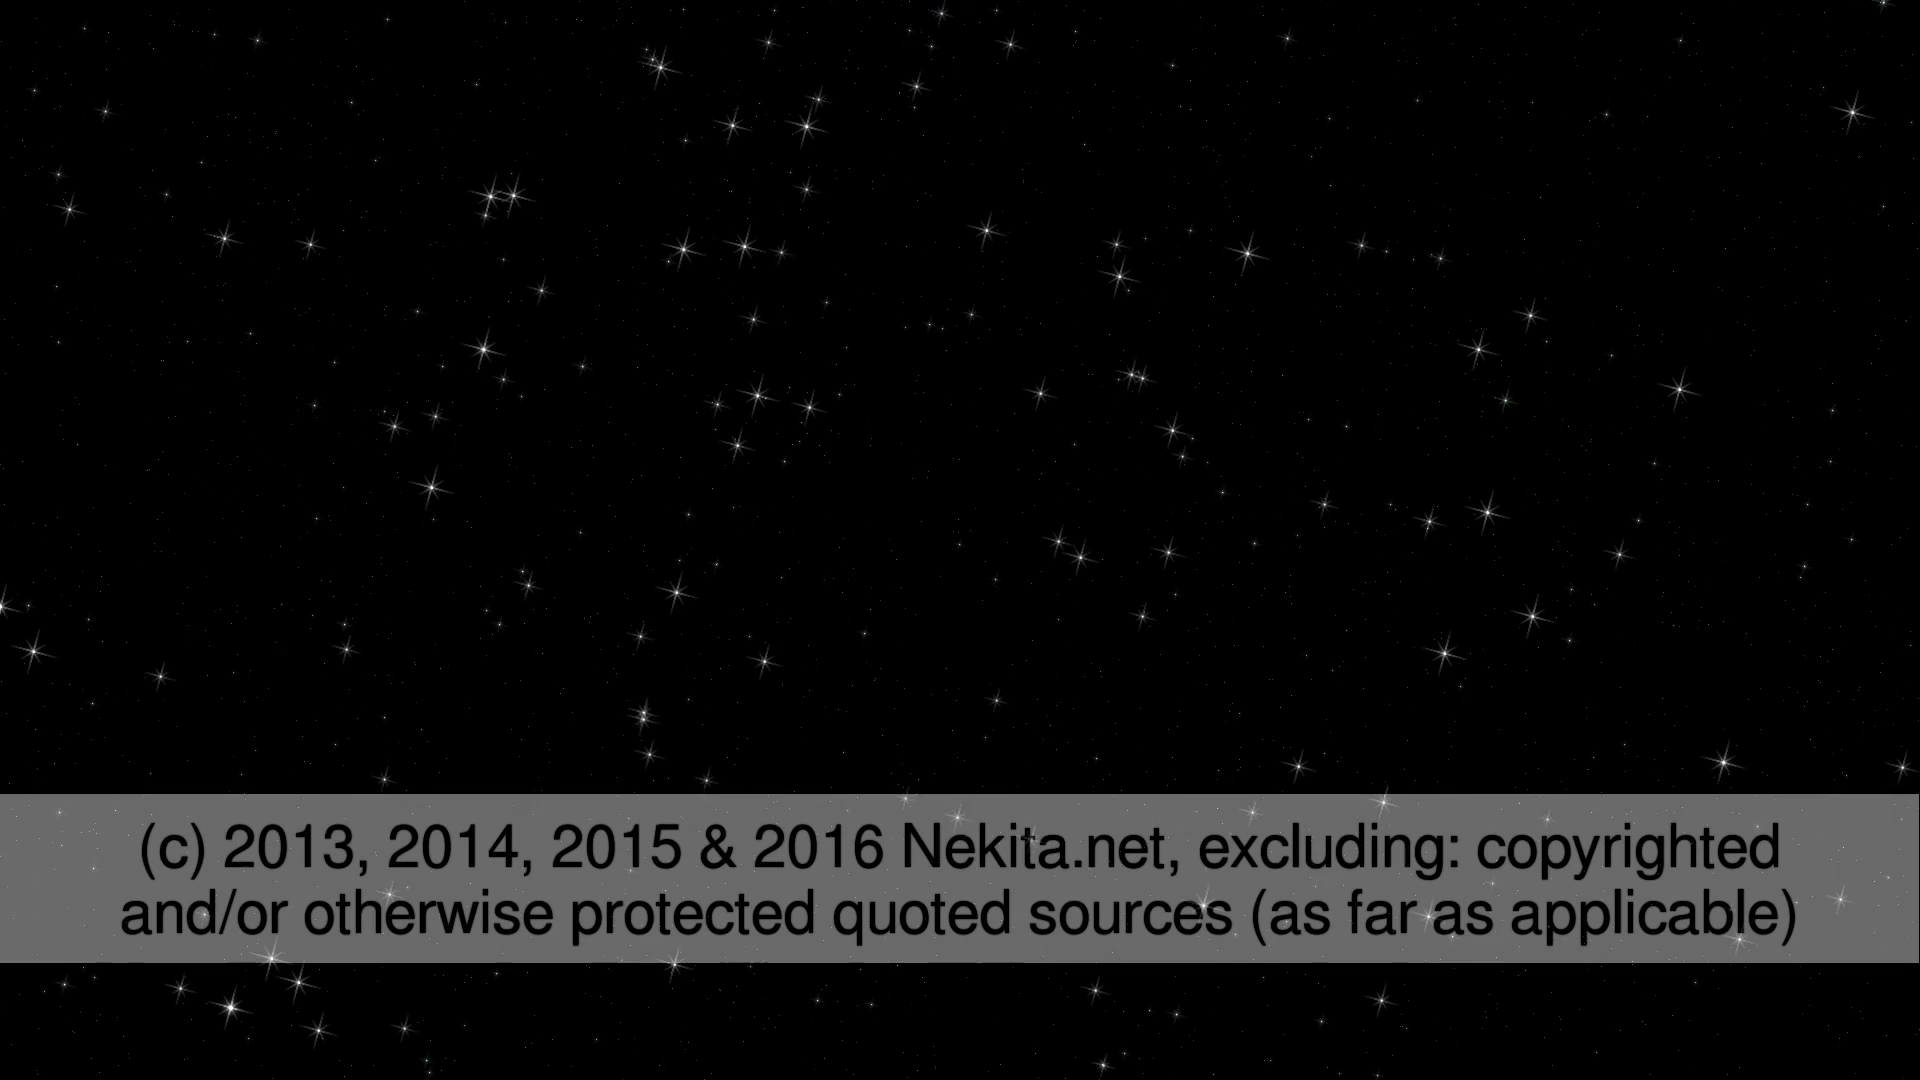 (c) 2013, 2014, 2015 & 2016 Nekita.net, excluding: copyrighted
and/or otherwise protected quoted sources (as far as applicable)